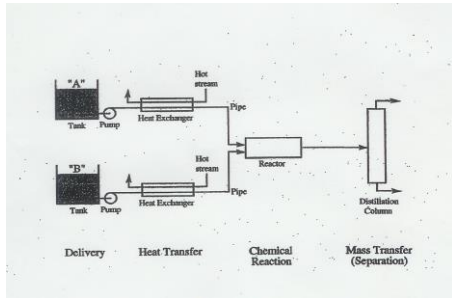 "A"
Hot
stream
Tank
Pump
Heat Exchanger
Pipe
"B"
Hot
stream
Reactor
Tank
Pump
Heat Exchanger
Pipe
Distillation
Column
Delivery
Heat Transfer
Chemical
Reaction
Mass Transfer
(Separation)